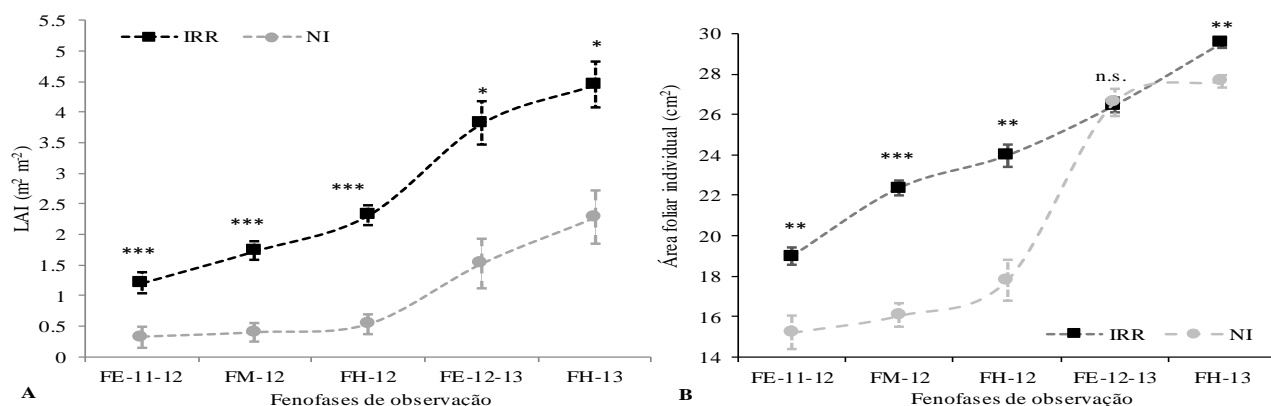 5.5
5
4.5
4
3.5
3
2.5
2
1.5
1
0.5
0
LAI (m² m⁻²)
IRR
NI
***
***
***
*
*
FE-11-12
FM-12
FH-12
FE-12-13
FH-13
Fenofases de observação
A
30
28
26
24
22
20
18
16
14
Área foliar individual (cm²)
**
***
**
n.s.
**
IRR
NI
FE-11-12
FM-12
FH-12
FE-12-13
FH-13
Fenofases de observação
B